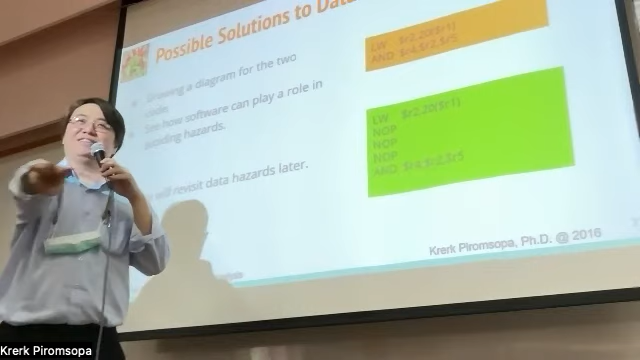 Possible Solutions to Data
Drawing a diagram for the two
code.
See how software can play a role in
avoiding hazards.
will revisit data hazards later.
LW $r2,20($r1)
AND $r4,$r2,$r5
LW $r2,20($r1)
NOP
NOP
NOP
AND $r4,$r2,$r5
Krerk Piromsopa, Ph.D. @ 2016
Krerk Piromsopa